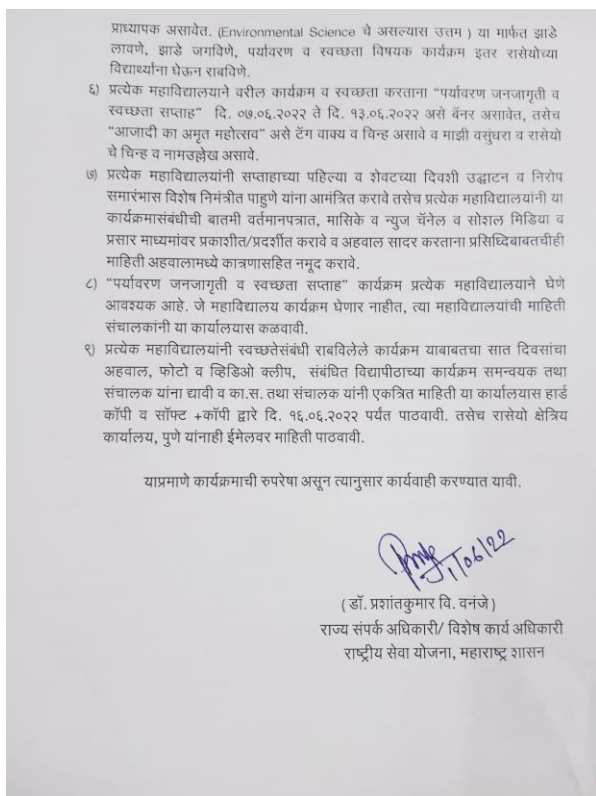 प्राध्यापक असावेत. (Environmental Science चे असल्यास उत्तम ) या मार्फत झाडे
लावणे, झाडे जगविणे, पर्यावरण व स्वच्छता विषयक कार्यक्रम इतर रासेयोच्या
विद्यार्थ्यांना घेऊन राबविणे.
६) प्रत्येक महाविद्यालयाने वरील कार्यक्रम व स्वच्छता करताना “पर्यावरण जनजागृती व
स्वच्छता सप्ताह” दि. ०७.०६.२०२२ ते दि. १३.०६.२०२२ असे बॅनर असावेत, तसेच
“आजादी का अमृत महोत्सव” असे टॅग वाक्य व चिन्ह असावे व माझी वसुंधरा व रासेयो
चे चिन्ह व नामउल्लेख असावे.
७) प्रत्येक महाविद्यालयांनी सप्ताहाच्या पहिल्या व शेवटच्या दिवशी उद्घाटन व निरोप
समारंभास विशेष निमंत्रीत पाहुणे यांना आमंत्रित करावे तसेच प्रत्येक महाविद्यालयांनी या
कार्यक्रमासंबंधीची बातमी वर्तमानपत्रात, मासिके व न्युज चॅनेल व सोशल मिडिया व
प्रसार माध्यमांवर प्रकाशीत/प्रदर्शीत करावे व अहवाल सादर करताना प्रसिध्दिबाबतचीही
माहिती अहवालामध्ये कात्रणासहित नमूद करावे.
८) “पर्यावरण जनजागृती व स्वच्छता सप्ताह” कार्यक्रम प्रत्येक महाविद्यालयाने घेणे
आवश्यक आहे. जे महाविद्यालय कार्यक्रम घेणार नाहीत, त्या महाविद्यालयांची माहिती
संचालकांनी या कार्यालयास कळवावी.
९) प्रत्येक महाविद्यालयांनी स्वच्छतेसंबंधी राबविलेले कार्यक्रम याबाबतचा सात दिवसांचा
अहवाल, फोटो व व्हिडिओ क्लीप, संबंधित विद्यापीठाच्या कार्यक्रम समन्वयक तथा
संचालक यांना द्यावी व का.स. तथा संचालक यांनी एकत्रित माहिती या कार्यालयास हार्ड
कॉपी व सॉफ्ट +कॉपी द्वारे दि. १६.०६.२०२२ पर्यंत पाठवावी. तसेच रासेयो क्षेत्रिय
कार्यालय, पुणे यांनाही ईमेलवर माहिती पाठवावी.
याप्रमाणे कार्यक्रमाची रुपरेषा असून त्यानुसार कार्यवाही करण्यात यावी.
1/06/22
( डॉ. प्रशांतकुमार वि. वनंजे )
राज्य संपर्क अधिकारी/ विशेष कार्य अधिकारी
राष्ट्रीय सेवा योजना, महाराष्ट्र शासन